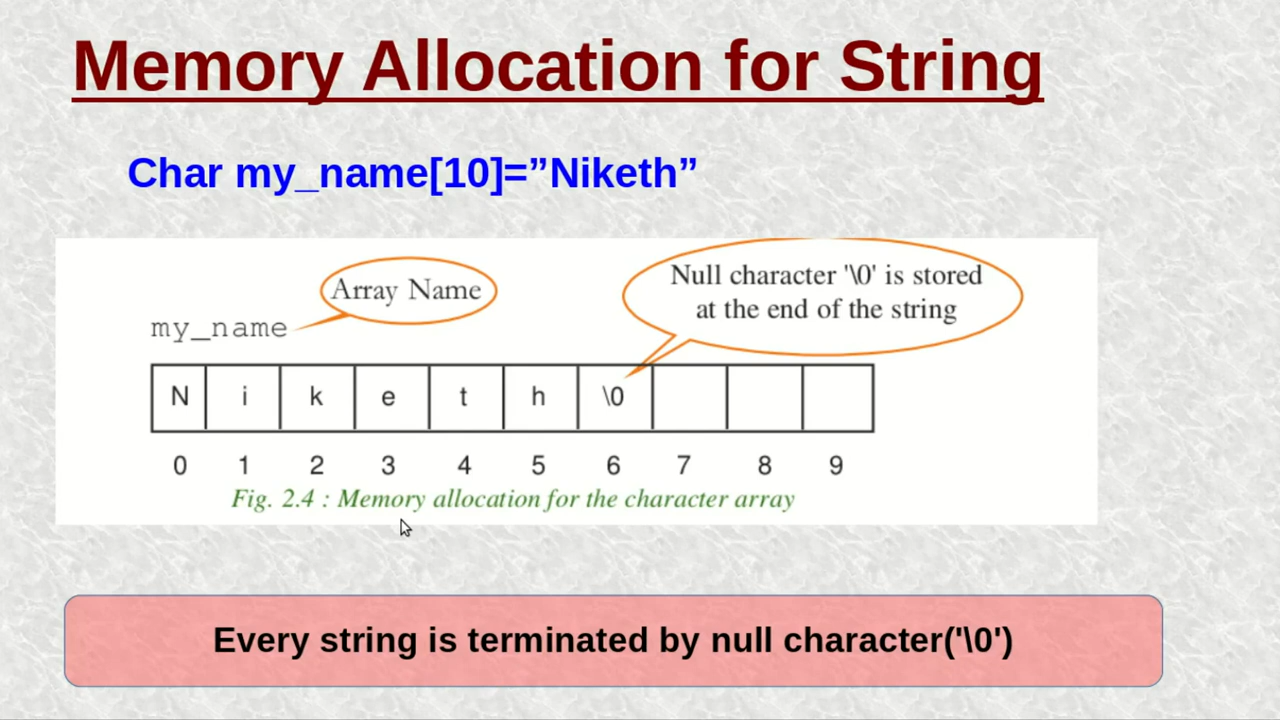 Memory Allocation for String
Char my_name[10]=”Niketh”
Array Name
Null character '\0' is stored
at the end of the string
my_name
N i k e t h \0
0 1 2 3 4 5 6 7 8 9
Fig. 2.4 : Memory allocation for the character array
Every string is terminated by null character('\0')